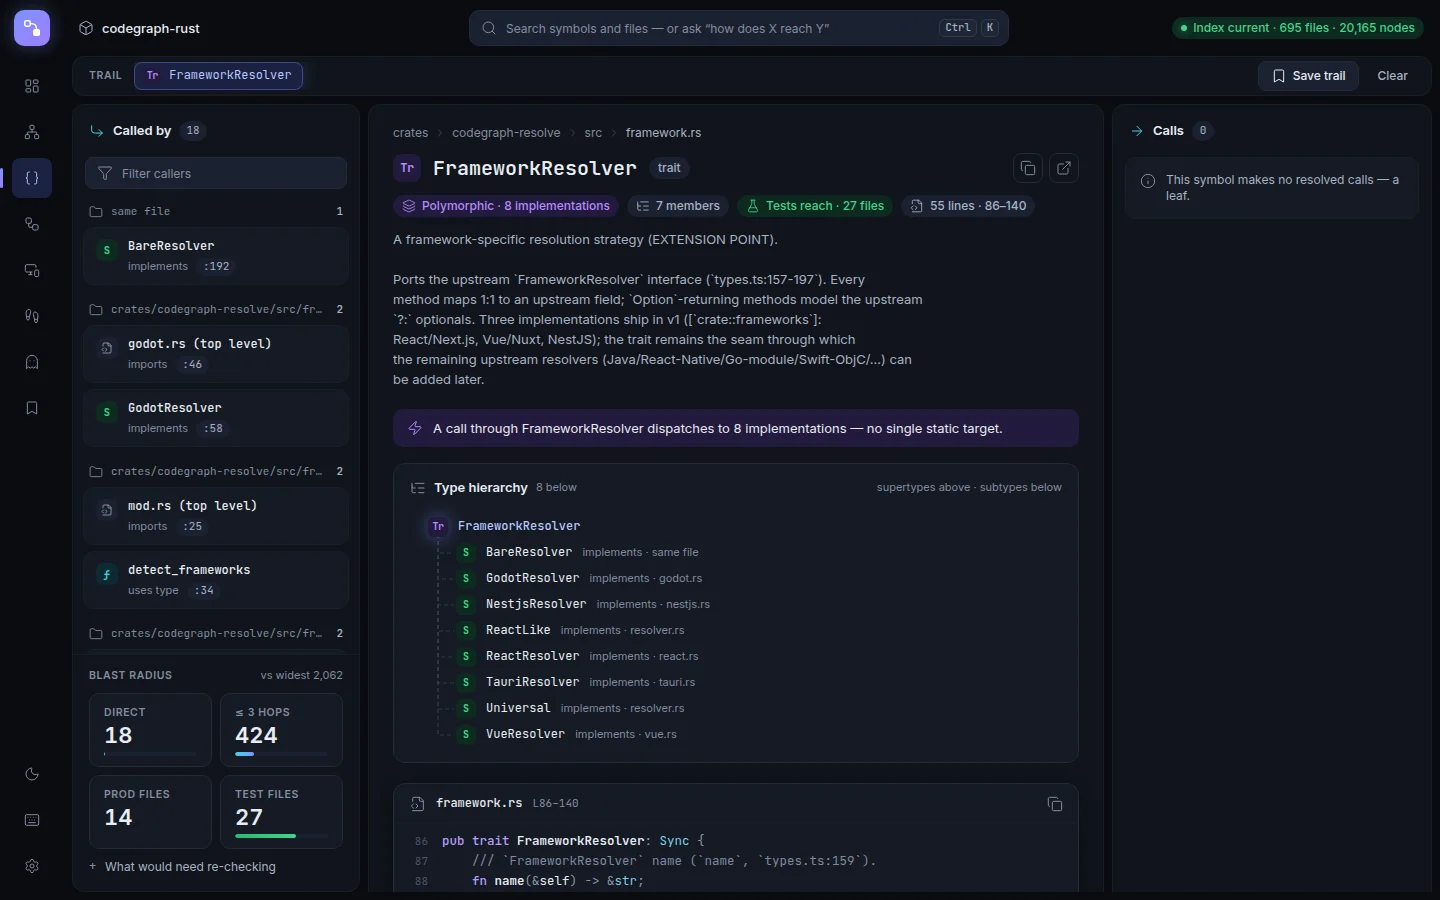 codegraph-rust
Search symbols and files — or ask “how does X reach Y”
Ctrl K
Index current · 695 files · 20,165 nodes
TRAIL
Tr FrameworkResolver
Save trail
Clear
Called by 18
Filter callers
same file 1
S BareResolver
implements :192
crates/codegraph-resolve/src/fr… 2
godot.rs (top level)
imports :46
S GodotResolver
implements :58
crates/codegraph-resolve/src/fr… 2
mod.rs (top level)
imports :25
ƒ detect_frameworks
uses type :34
crates/codegraph-resolve/src/fr… 2
BLAST RADIUS vs widest 2,062
DIRECT
18
≤ 3 HOPS
424
PROD FILES
14
TEST FILES
27
+ What would need re-checking
crates › codegraph-resolve › src › framework.rs
Tr FrameworkResolver trait
Polymorphic · 8 implementations
7 members
Tests reach · 27 files
55 lines · 86–140
A framework-specific resolution strategy (EXTENSION POINT).
Ports the upstream `FrameworkResolver` interface (`types.ts:157-197`). Every
method maps 1:1 to an upstream field; `Option`-returning methods model the upstream
`?:` optionals. Three implementations ship in v1 ([`crate::frameworks`]:
React/Next.js, Vue/Nuxt, NestJS); the trait remains the seam through which
the remaining upstream resolvers (Java/React-Native/Go-module/Swift-ObjC/…) can
be added later.
A call through FrameworkResolver dispatches to 8 implementations — no single static target.
Type hierarchy 8 below
supertypes above · subtypes below
Tr FrameworkResolver
S BareResolver implements · same file
S GodotResolver implements · godot.rs
S NestjsResolver implements · nestjs.rs
S ReactLike implements · resolver.rs
S ReactResolver implements · react.rs
S TauriResolver implements · tauri.rs
S Universal implements · resolver.rs
S VueResolver implements · vue.rs
framework.rs L86–140
86 pub trait FrameworkResolver: Sync {
87 /// `FrameworkResolver` name (`name`, `types.ts:159`).
88 fn name(&self) -> &str;
Calls 0
This symbol makes no resolved calls — a
leaf.